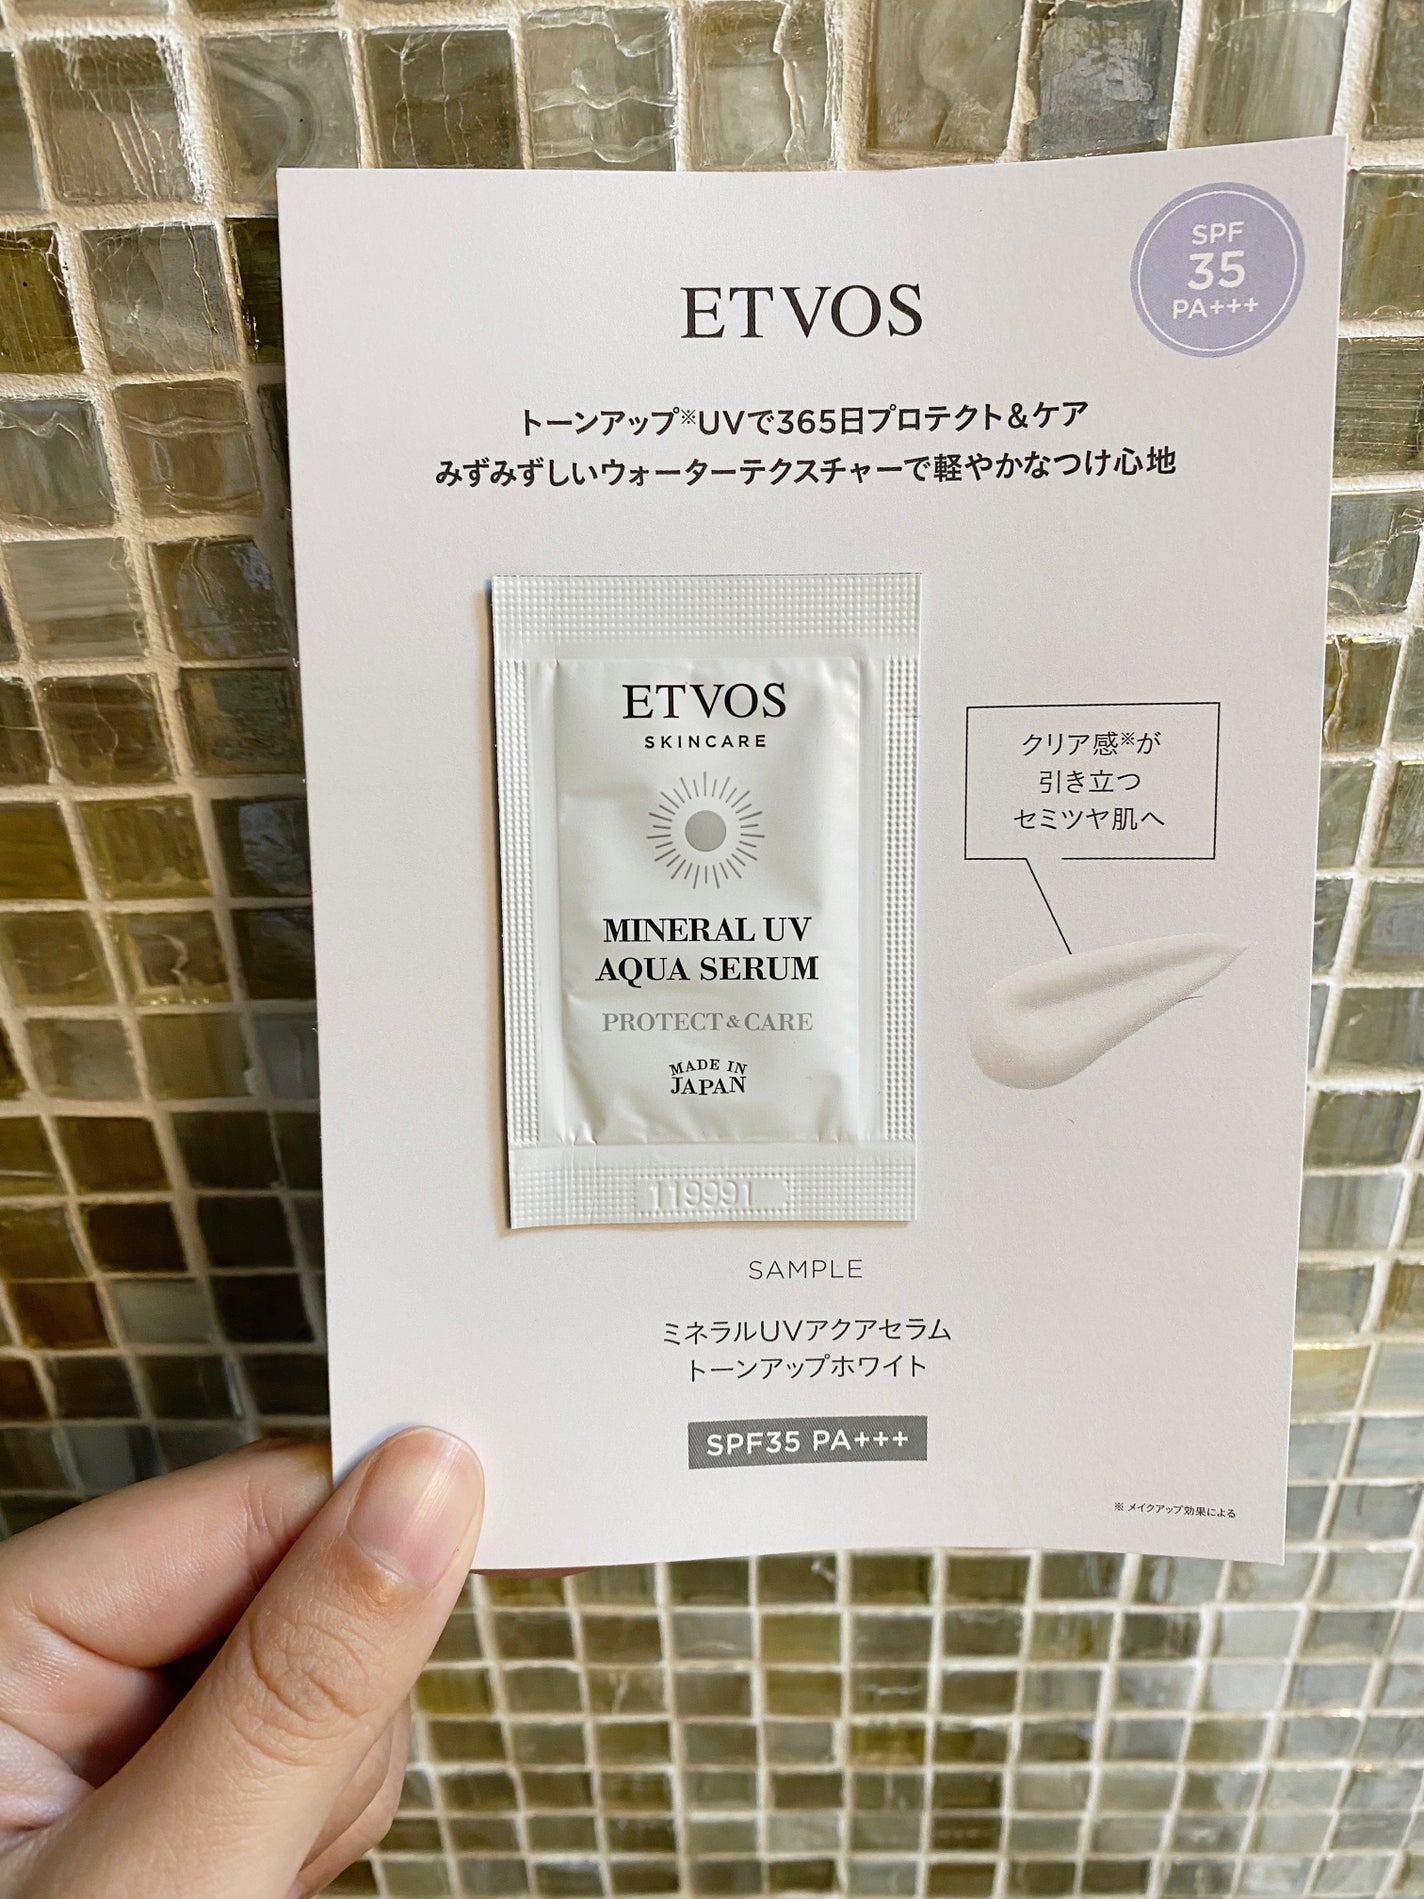 SPF
35
PA+++
ETVOS
トーンアップ※UVで365日プロテクト&ケア
みずみずしいウォーターテクスチャーで軽やかなつけ心地
ETVOS
SKINCARE
MINERAL UV
AQUA SERUM
PROTECT & CARE
MADE IN
JAPAN
119991
クリア感※が
引き立つ
セミツヤ肌へ
SAMPLE
ミネラルUVアクアセラム
トーンアップホワイト
SPF35 PA+++
※ メイクアップ効果による